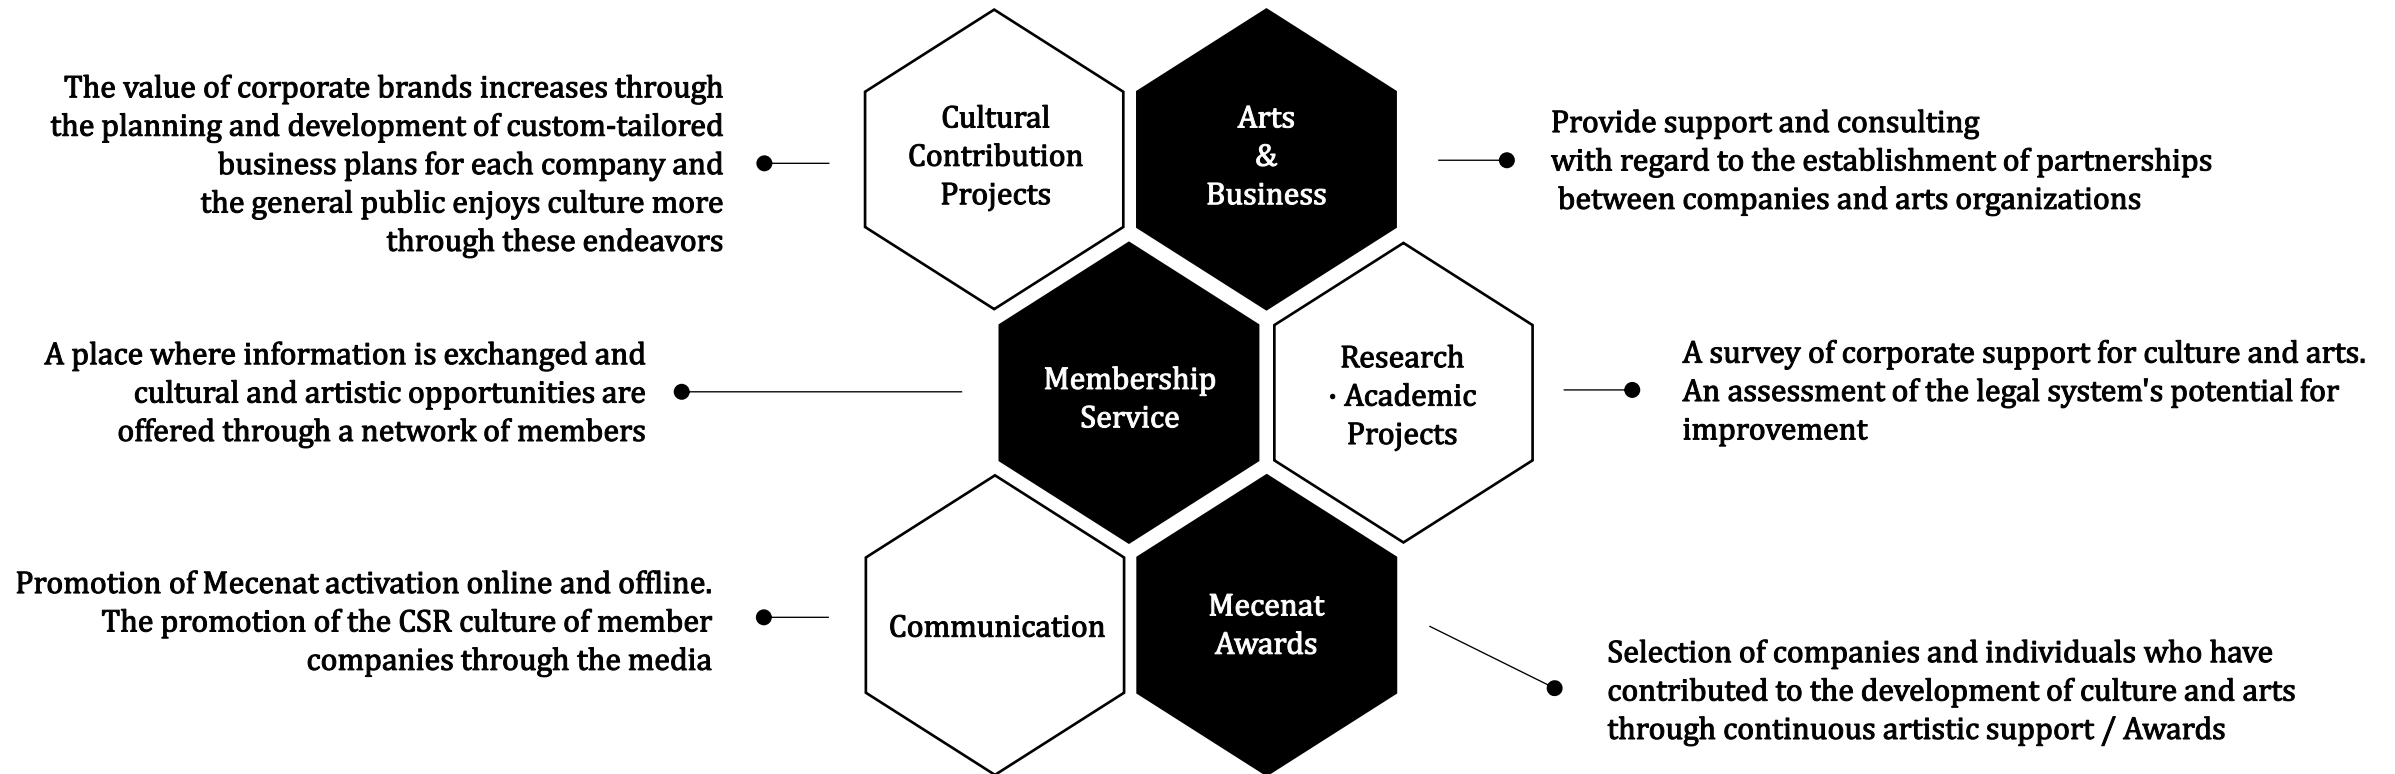 The value of corporate brands increases through
the planning and development of custom-tailored
business plans for each company and
the general public enjoys culture more
through these endeavors
Cultural
Contribution
Projects
Arts
&
Business
Provide support and consulting
with regard to the establishment of partnerships
between companies and arts organizations
A place where information is exchanged and
cultural and artistic opportunities are
offered through a network of members
Membership
Service
Research
· Academic
Projects
A survey of corporate support for culture and arts.
An assessment of the legal system's potential for
improvement
Promotion of Mecenat activation online and offline.
The promotion of the CSR culture of member
companies through the media
Communication
Mecenat
Awards
Selection of companies and individuals who have
contributed to the development of culture and arts
through continuous artistic support / Awards